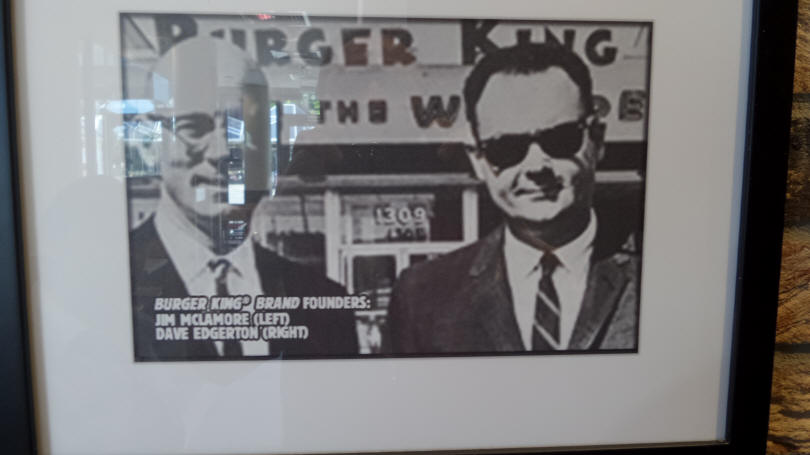 BURGER KING
THE
1309
BURGER KING® BRAND FOUNDERS:
JIM MCLAMORE (LEFT)
DAVE EDGERTON (RIGHT)